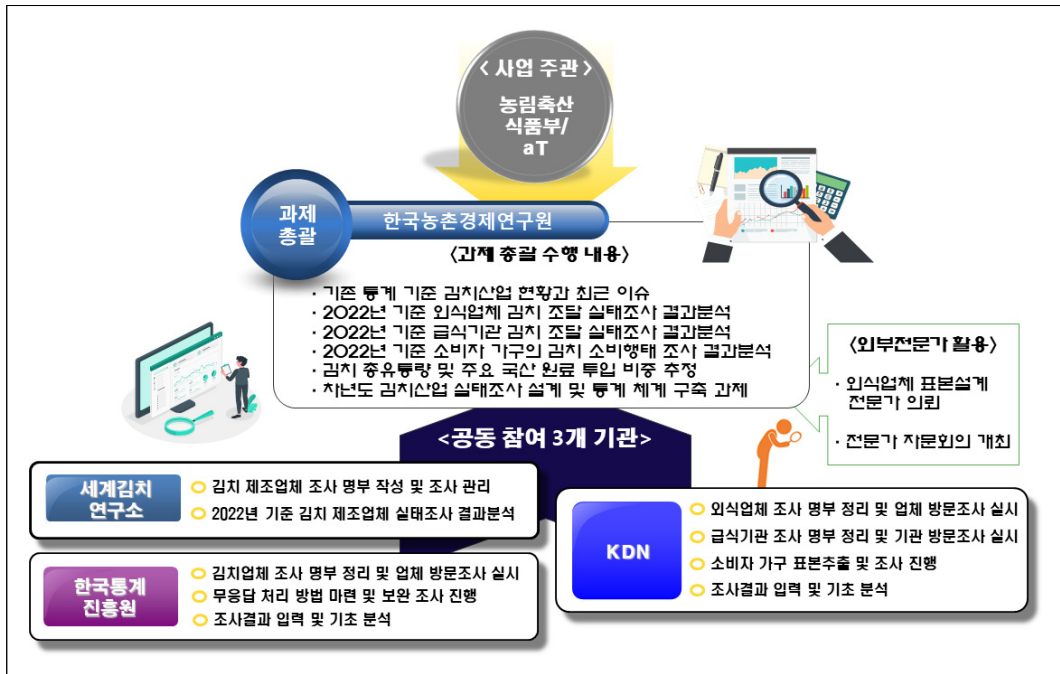 < 사업 주관 >
농림축산
식품부/
aT
과제
총괄
한국농촌경제연구원
<과제 총괄 수행 내용>
· 기존 통계 기준 김치산업 현황과 최근 이슈
· 2022년 기준 외식업체 김치 조달 실태조사 결과분석
· 2022년 기준 급식기관 김치 조달 실태조사 결과분석
· 2022년 기준 소비자 가구의 김치 소비행태 조사 결과분석
· 김치 총유통량 및 주요 국산 원료 투입 비중 추정
· 차년도 김치산업 실태조사 설계 및 통계 체계 구축 과제
<외부전문가 활용>
· 외식업체 표본설계
전문가 의뢰
· 전문가 자문회의 개최
<공동 참여 3개 기관>
세계김치
연구소
김치 제조업체 조사 명부 작성 및 조사 관리
2022년 기준 김치 제조업체 실태조사 결과분석
한국통계
진흥원
김치업체 조사 명부 정리 및 업체 방문조사 실시
무응답 처리 방법 마련 및 보완 조사 진행
조사결과 입력 및 기초 분석
KDN
외식업체 조사 명부 정리 및 업체 방문조사 실시
급식기관 조사 명부 정리 및 기관 방문조사 실시
소비자 가구 표본추출 및 조사 진행
조사결과 입력 및 기초 분석